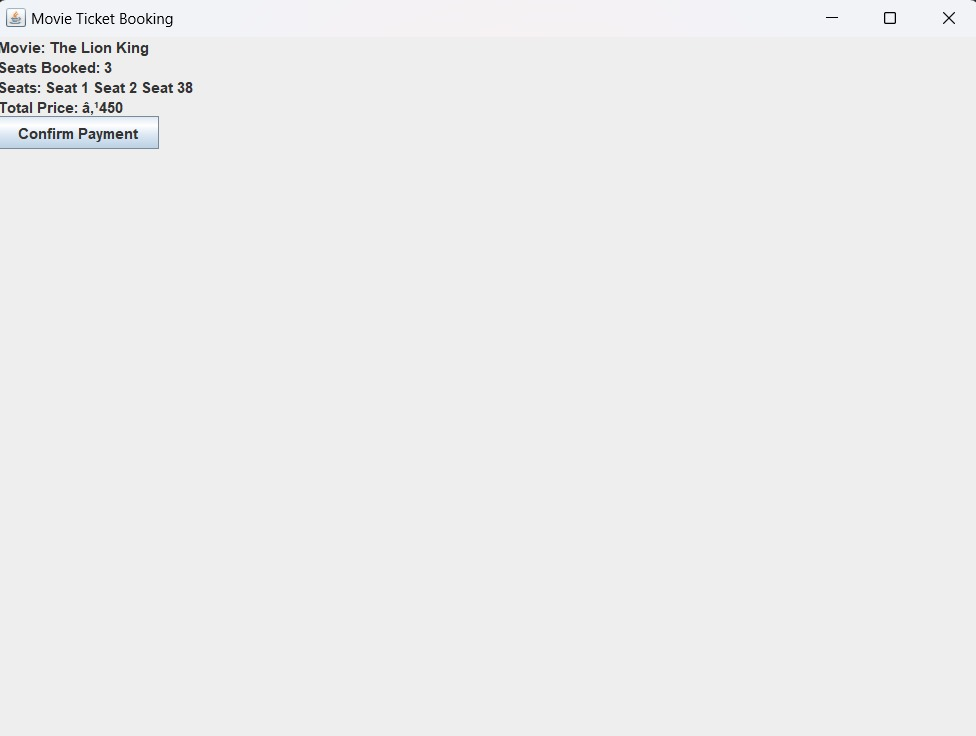 Movie Ticket Booking
Movie: The Lion King
Seats Booked: 3
Seats: Seat 1 Seat 2 Seat 38
Total Price: â‚¹450
Confirm Payment